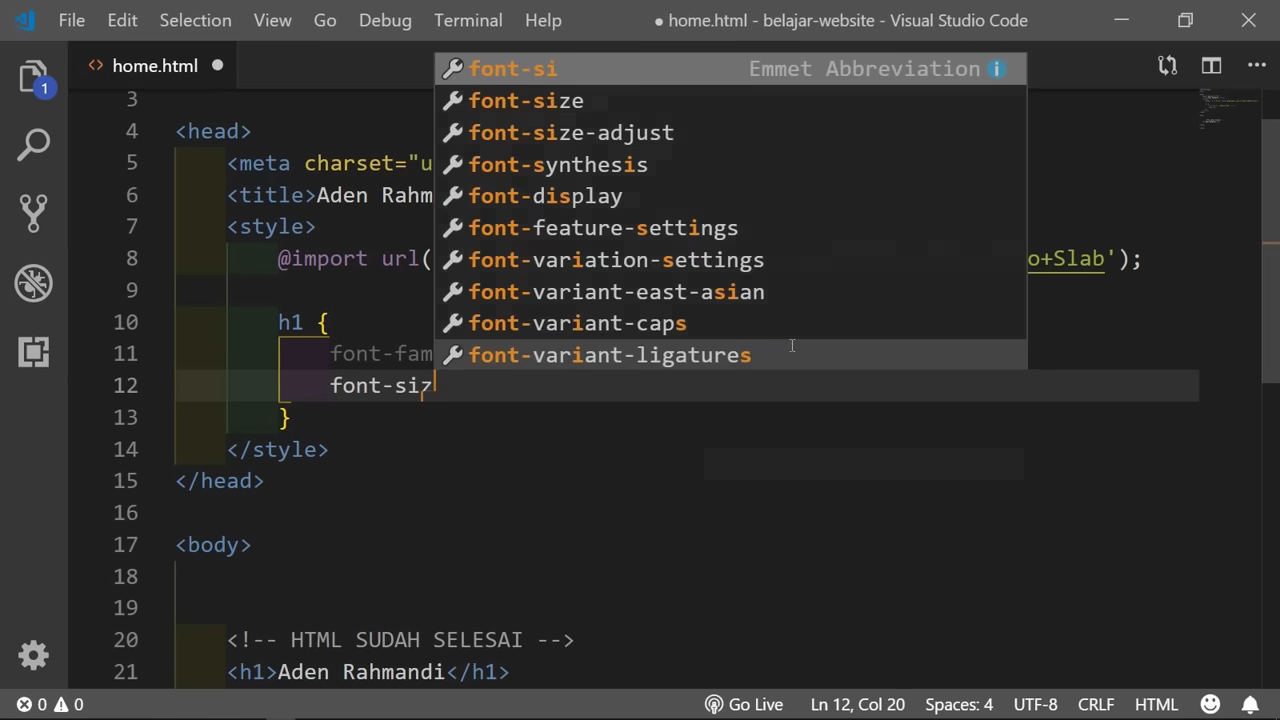 File Edit Selection View Go Debug Terminal Help ● home.html - belajar-website - Visual Studio Code
1
<> home.html ●
font-si Emmet Abbreviation
font-size
font-size-adjust
font-synthesis
font-display
font-feature-settings
font-variation-settings
font-variant-east-asian
font-variant-caps
font-variant-ligatures
3
4 <head>
5 <meta charset="u
6 <title>Aden Rahm
7 <style>
8 @import url( o+Slab');
9
10 h1 {
11 font-fam
12 font-siz
13 }
14 </style>
15 </head>
16
17 <body>
18
19
20 <!-- HTML SUDAH SELESAI -->
21 <h1>Aden Rahmandi</h1>
0 0 Go Live Ln 12, Col 20 Spaces: 4 UTF-8 CRLF HTML